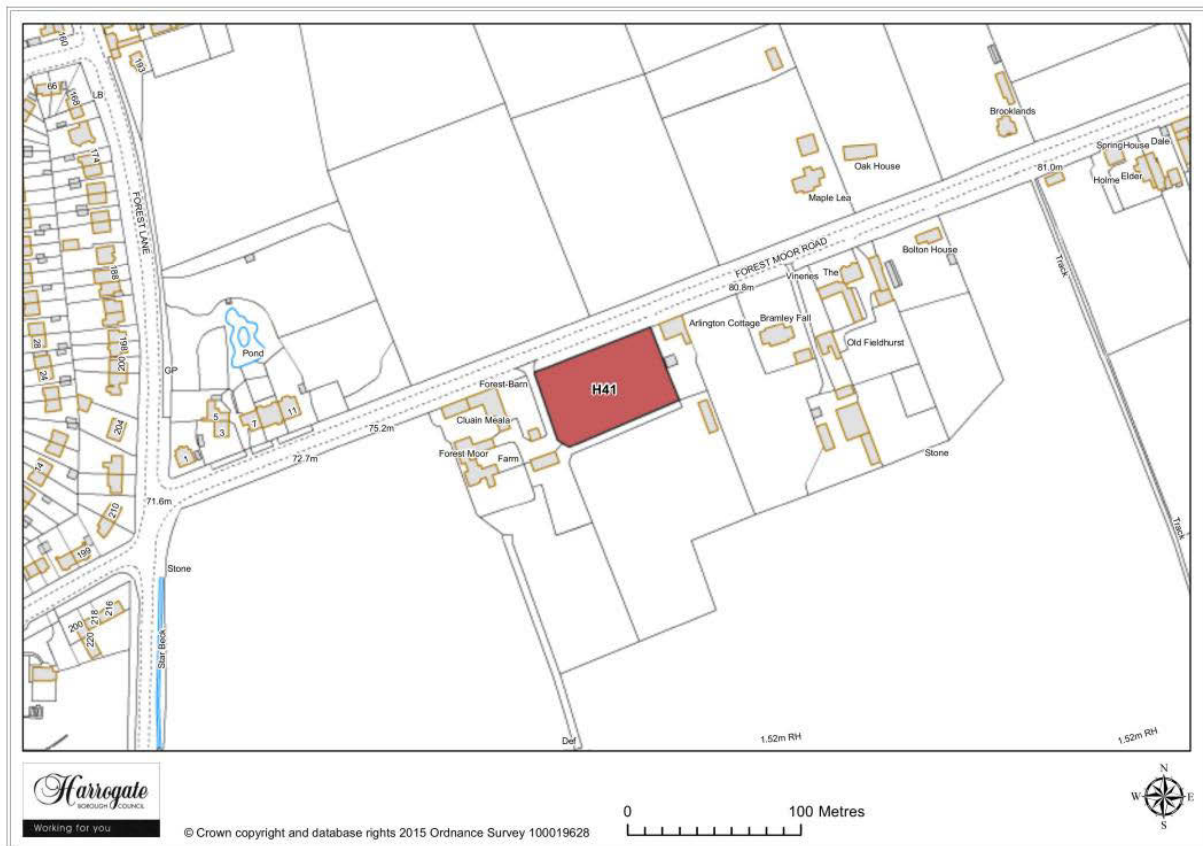 160
193
66
168
LB
174
FOREST LANE
188
198
200
28
24
GP
Pond
5
3
7
11
1
204
14
210
199
71.6m
72.7m
75.2m
Stone
216
218
200
220
Star Beck
Forest Barn
Cluain Meala
Forest Moor
Farm
H41
Arlington Cottage
FOREST MOOR ROAD
80.8m
Vinenes
The
Bramley Fall
Old Fieldhurst
Bolton House
Stone
Maple Lea
Oak House
Brooklands
81.0m
Spring House
Dale
Holme
Elder
Track
Track
Def
1.52m RH
1.52m RH
Harrogate
BOROUGH COUNCIL
Working for you
© Crown copyright and database rights 2015 Ordnance Survey 100019628
0 100 Metres
N
W E
S